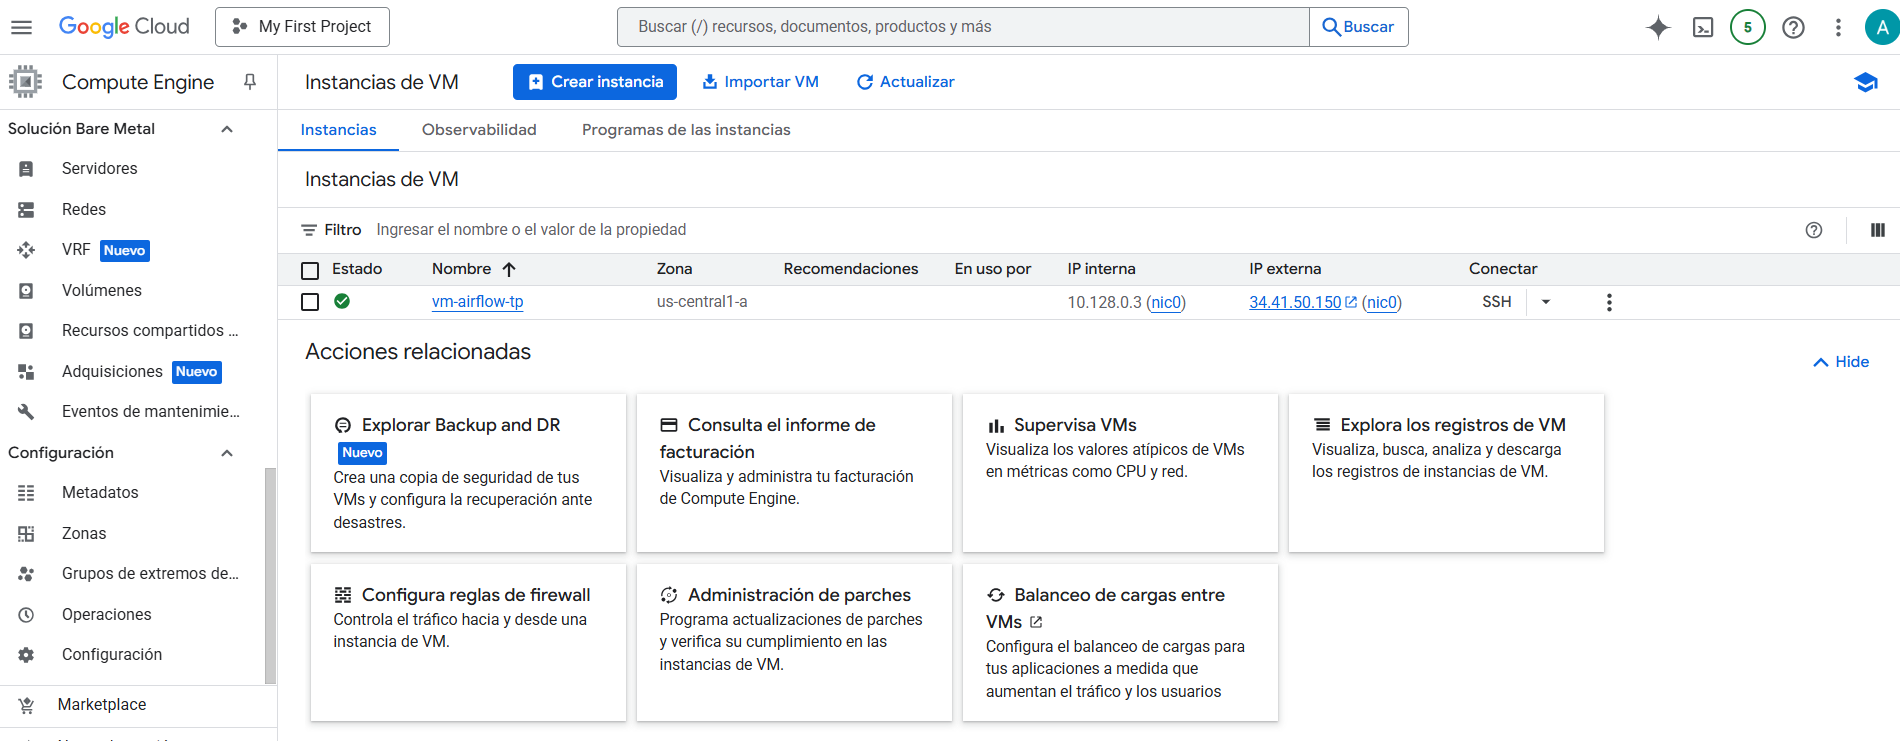 Google Cloud
My First Project
Buscar (/) recursos, documentos, productos y más
Buscar
5
A
Compute Engine
Instancias de VM
Crear instancia
Importar VM
Actualizar
Solución Bare Metal
Servidores
Redes
VRF Nuevo
Volúmenes
Recursos compartidos ...
Adquisiciones Nuevo
Eventos de mantenimie...
Configuración
Metadatos
Zonas
Grupos de extremos de...
Operaciones
Configuración
Marketplace
Instancias
Observabilidad
Programas de las instancias
Instancias de VM
Filtro Ingresar el nombre o el valor de la propiedad
Estado Nombre Zona Recomendaciones En uso por IP interna IP externa Conectar
vm-airflow-tp us-central1-a 10.128.0.3 (nic0) 34.41.50.150 (nic0) SSH
Acciones relacionadas
Hide
Explorar Backup and DR
Nuevo
Crea una copia de seguridad de tus
VMs y configura la recuperación ante
desastres.
Consulta el informe de
facturación
Visualiza y administra tu facturación
de Compute Engine.
Supervisa VMs
Visualiza los valores atípicos de VMs
en métricas como CPU y red.
Explora los registros de VM
Visualiza, busca, analiza y descarga
los registros de instancias de VM.
Configura reglas de firewall
Controla el tráfico hacia y desde una
instancia de VM.
Administración de parches
Programa actualizaciones de parches
y verifica su cumplimiento en las
instancias de VM.
Balanceo de cargas entre
VMs
Configura el balanceo de cargas para
tus aplicaciones a medida que
aumentan el tráfico y los usuarios